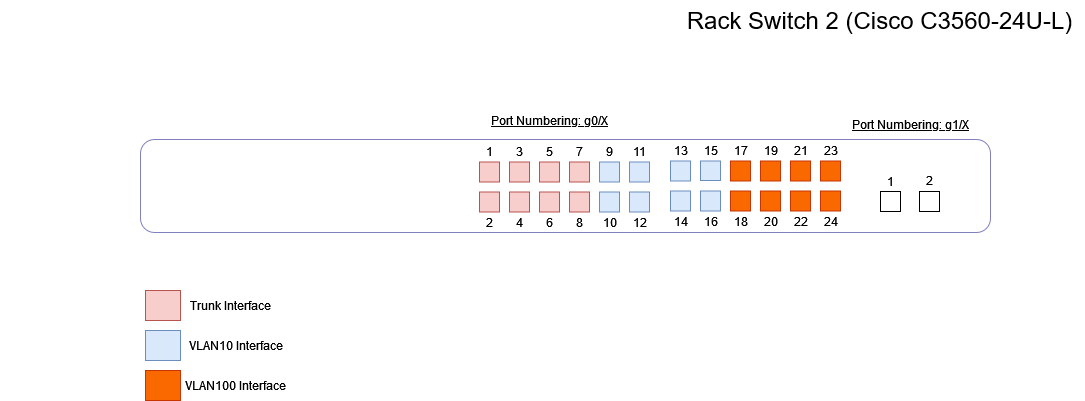 Rack Switch 2 (Cisco C3560-24U-L)
Port Numbering: g0/X
Port Numbering: g1/X
1 3 5 7 9 11 13 15 17 19 21 23
1 2
2 4 6 8 10 12 14 16 18 20 22 24
Trunk Interface
VLAN10 Interface
VLAN100 Interface